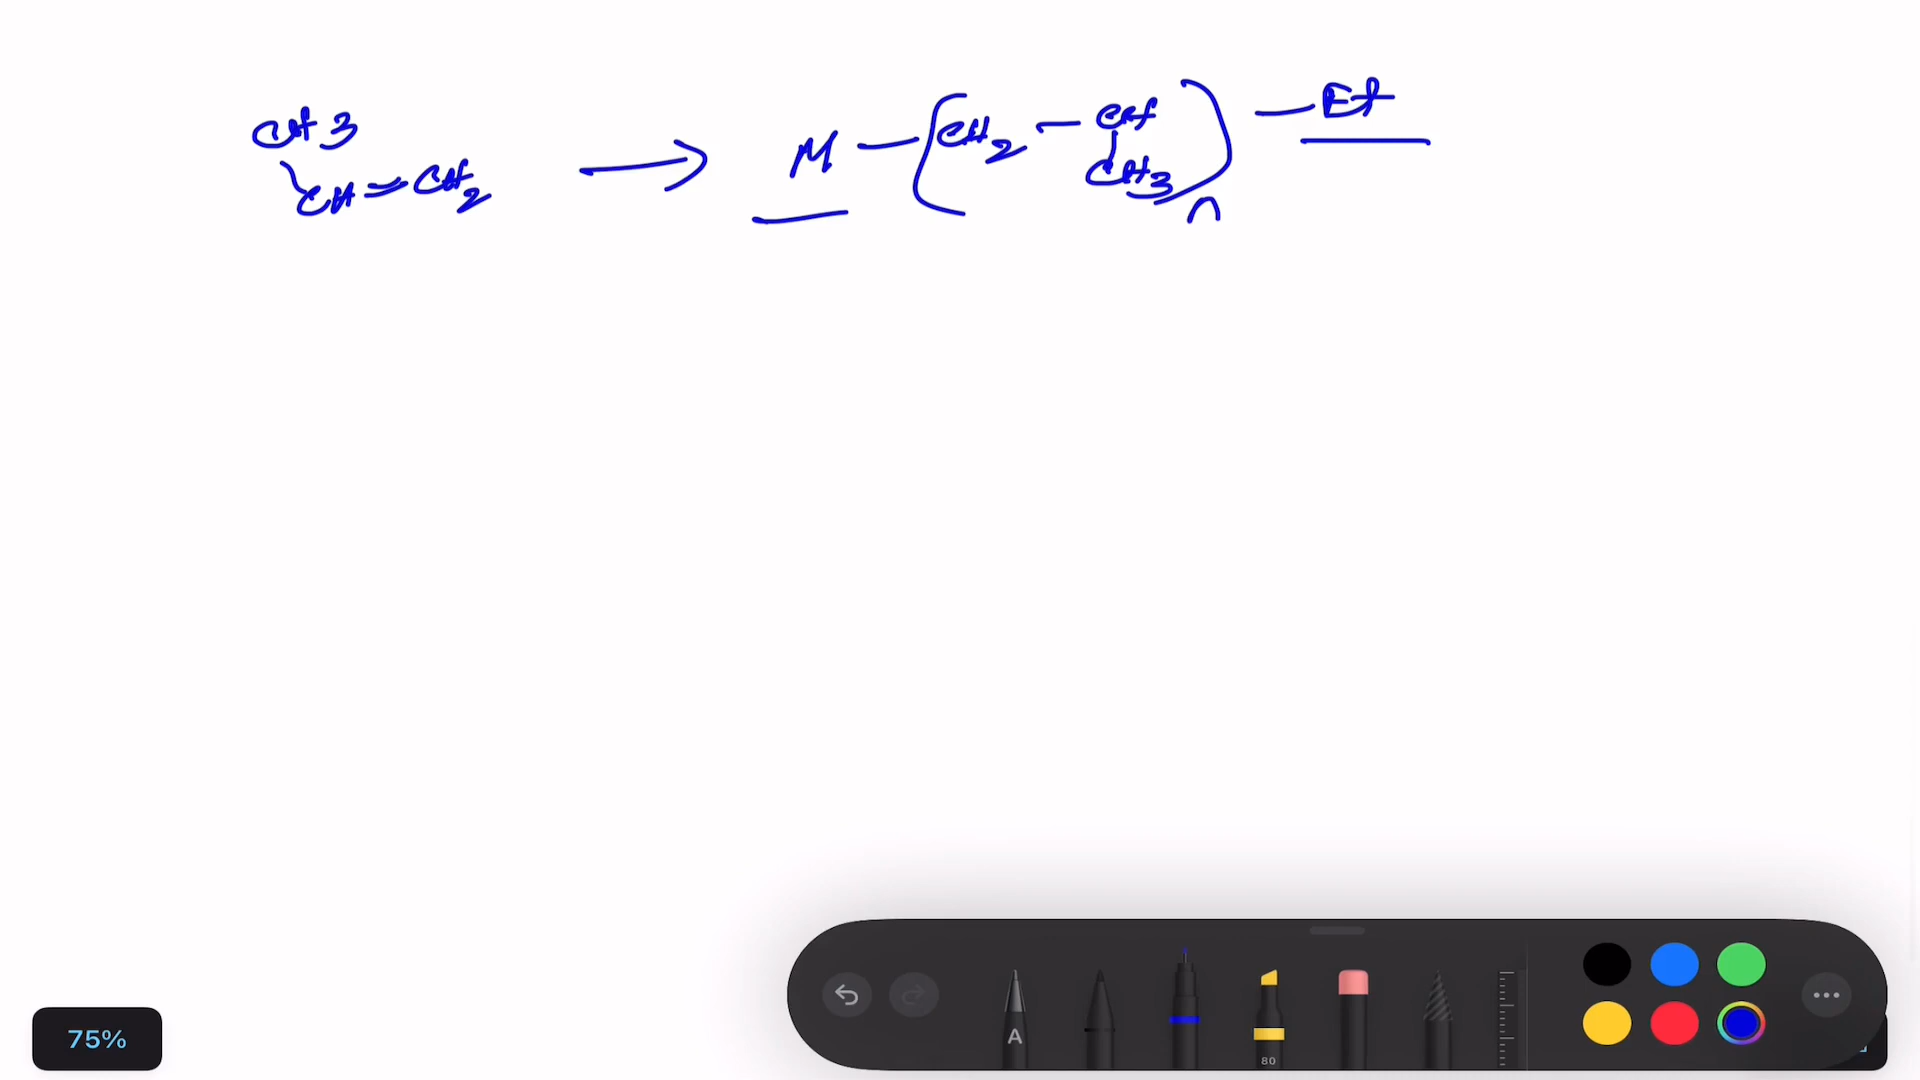 CH3
CH=CH2 → M-(CH2-CH
CH3)n-Et
A
80
75%